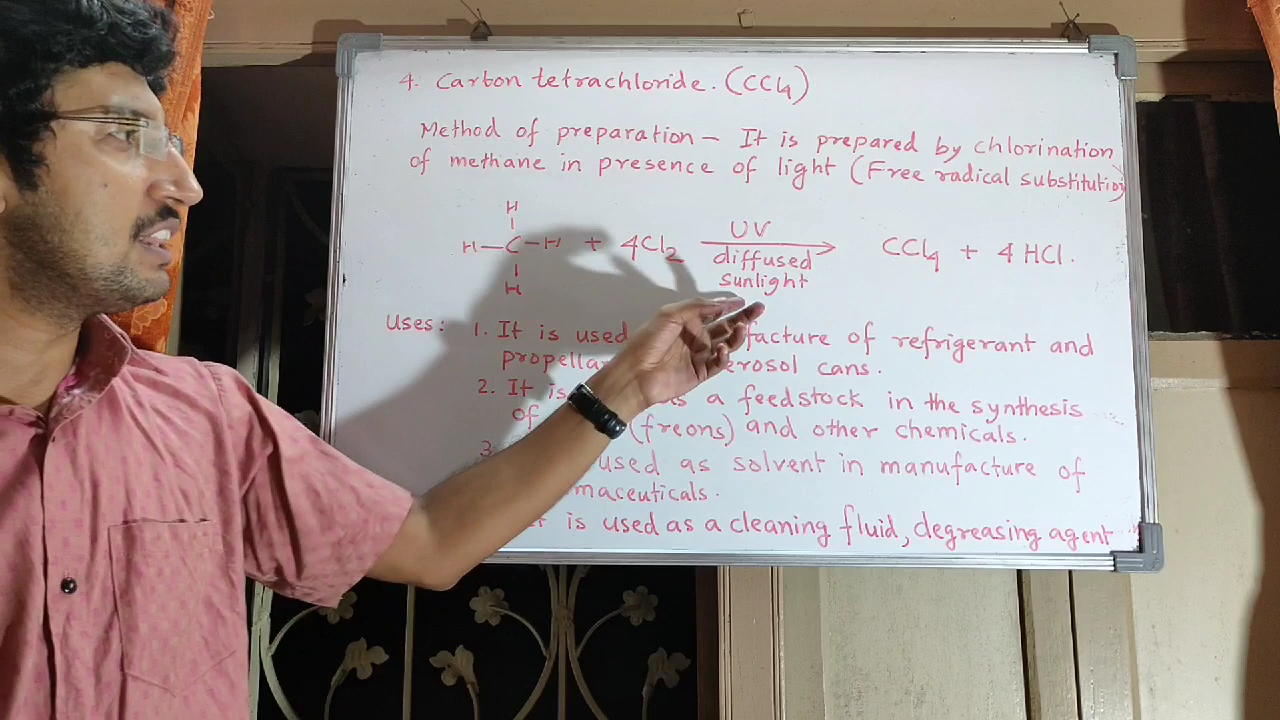 4. Carbon tetrachloride. (CCl4)
Method of preparation – It is prepared by chlorination
of methane in presence of light (Free radical substitution)
H
H—C—H + 4Cl2 UV CCl4 + 4 HCl.
diffused
sunlight
H
Uses: 1. It is used facture of refrigerant and
propella erosol cans.
2. It is as a feedstock in the synthesis
of (freons) and other chemicals.
3. used as solvent in manufacture of
maceuticals.
is used as a cleaning fluid, degreasing agent